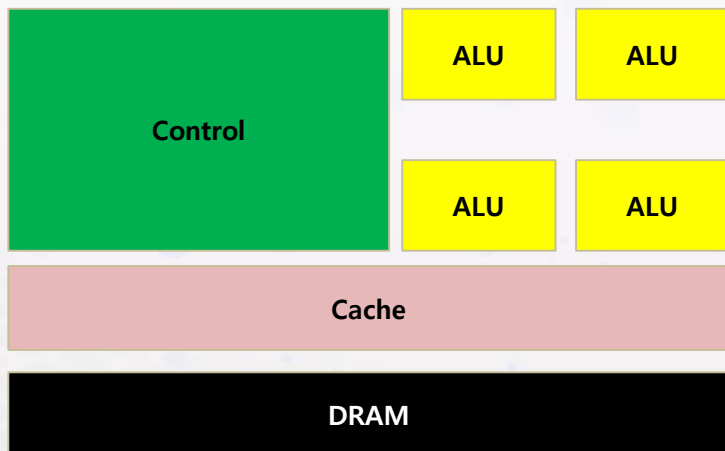 ALU ALU
Control
ALU ALU
Cache
DRAM